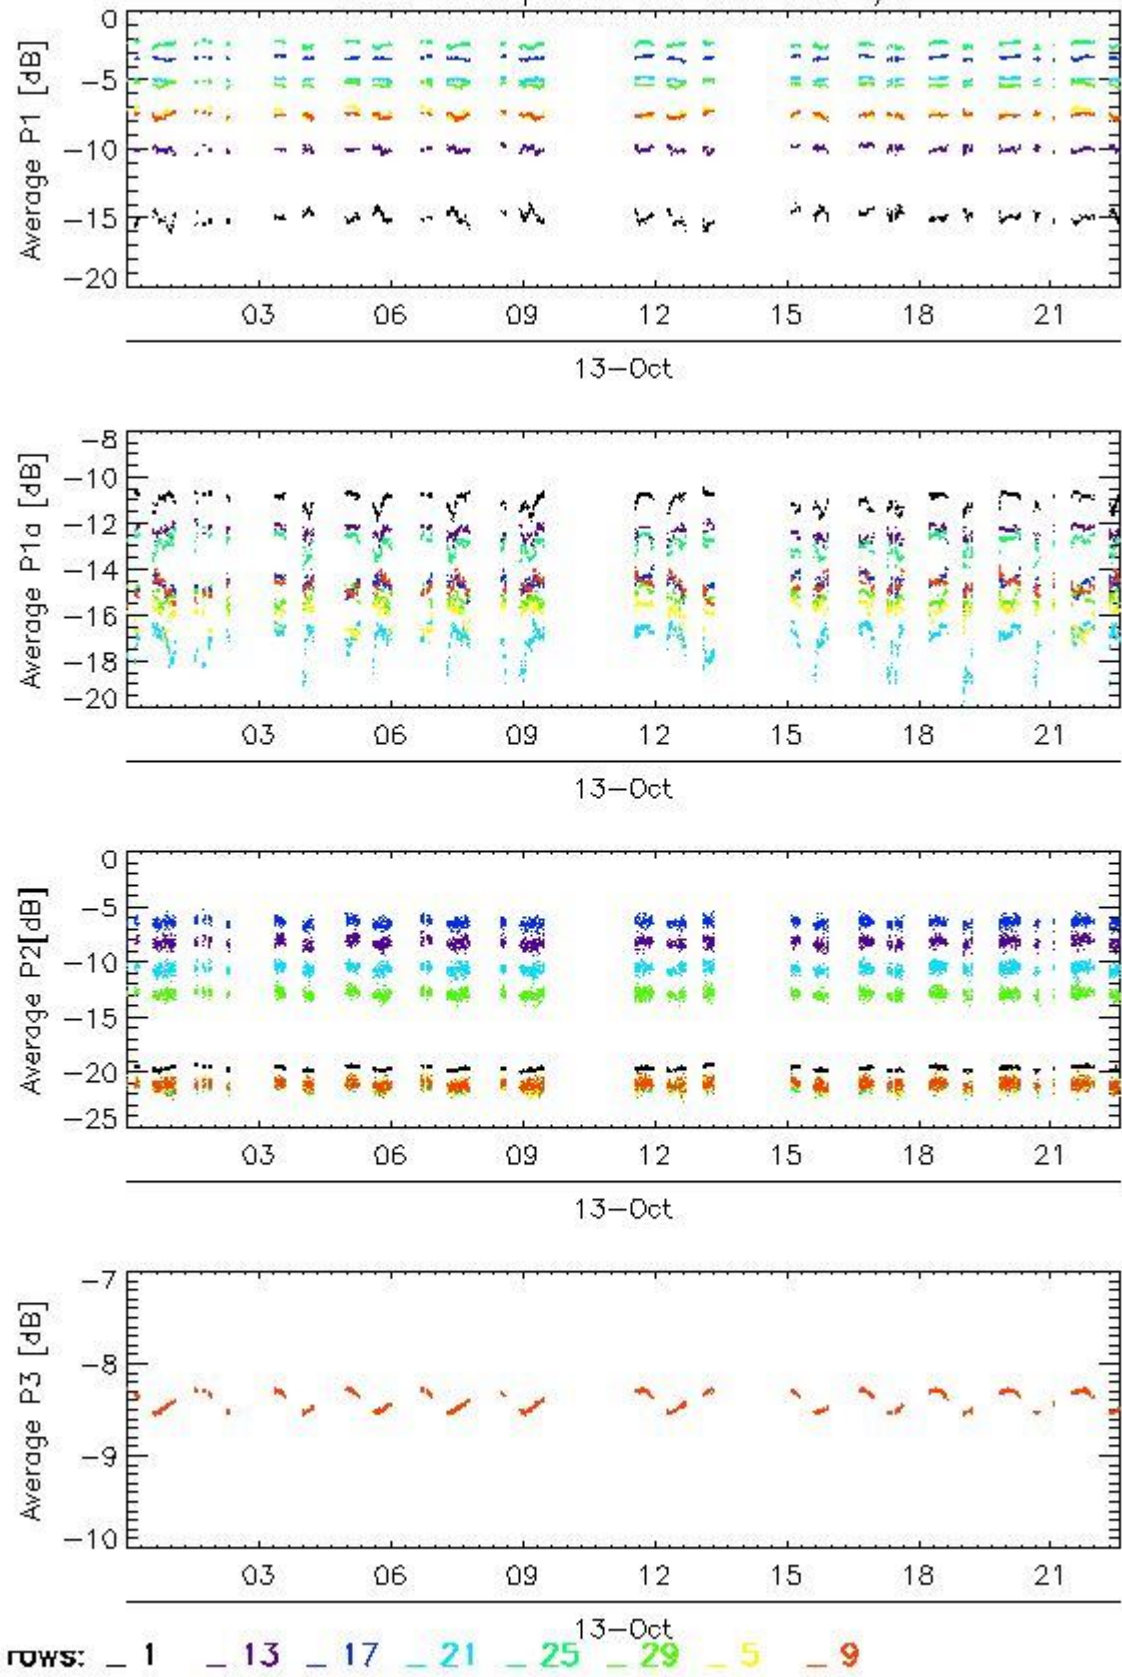 0
-5
-10
-15
-20
Average P1 [dB]
03 06 09 12 15 18 21
13-Oct
-8
-10
-12
-14
-16
-18
-20
Average P1a [dB]
03 06 09 12 15 18 21
13-Oct
0
-5
-10
-15
-20
-25
Average P2[dB]
03 06 09 12 15 18 21
13-Oct
-7
-8
-9
-10
Average P3 [dB]
03 06 09 12 15 18 21
13-Oct
rows: _ 1 _ 13 _ 17 _ 21 _ 25 _ 29 _ 5 _ 9